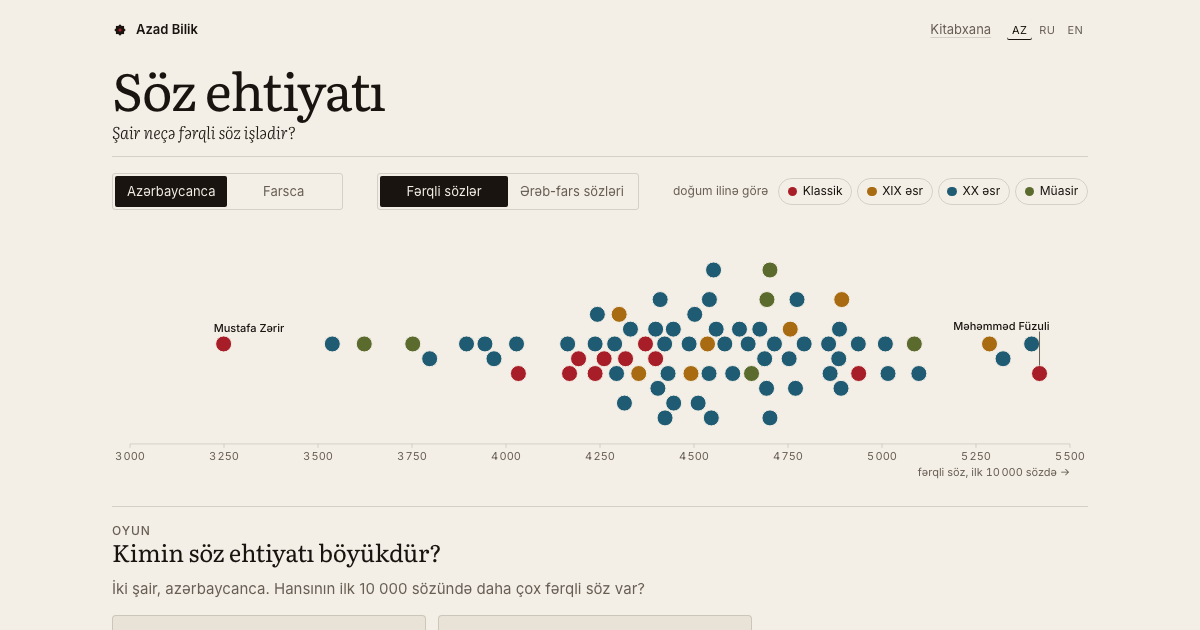 Azad Bilik
Kitabxana AZ RU EN
Söz ehtiyatı
Şair neçə fərqli söz işlədir?
Azərbaycanca Farsca Fərqli sözlər Ərəb-fars sözləri doğum ilinə görə Klassik XIX əsr XX əsr Müasir
Mustafa Zərir
Məhəmməd Füzuli
3 000 3 250 3 500 3 750 4 000 4 250 4 500 4 750 5 000 5 250 5 500
fərqli söz, ilk 10 000 sözdə →
OYUN
Kimin söz ehtiyatı böyükdür?
İki şair, azərbaycanca. Hansının ilk 10 000 sözündə daha çox fərqli söz var?